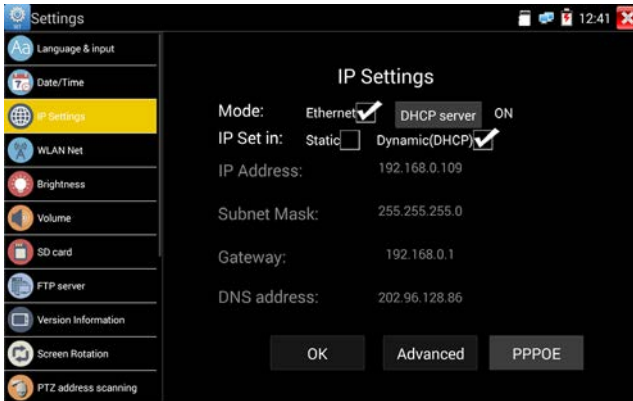 Settings
12:41
Language & input
Date/Time
IP Settings
WLAN Net
Brightness
Volume
SD card
FTP server
Version Information
Screen Rotation
PTZ address scanning
IP Settings
Mode: Ethernet DHCP server ON
IP Set in: Static Dynamic(DHCP)
IP Address: 192.168.0.109
Subnet Mask: 255.255.255.0
Gateway: 192.168.0.1
DNS address: 202.96.128.86
OK Advanced PPPOE